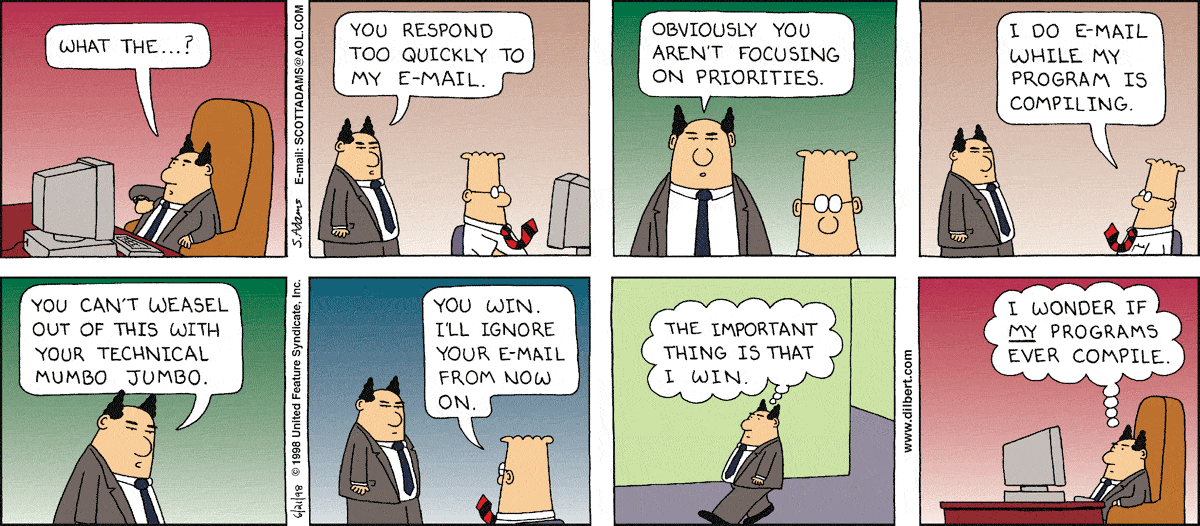 WHAT THE...?
E-mail: SCOTTADAMS@AOL.COM
S.Adams
YOU RESPOND
TOO QUICKLY TO
MY E-MAIL.
OBVIOUSLY YOU
AREN'T FOCUSING
ON PRIORITIES.
I DO E-MAIL
WHILE MY
PROGRAM IS
COMPILING.
YOU CAN'T WEASEL
OUT OF THIS WITH
YOUR TECHNICAL
MUMBO JUMBO.
6/21/98 © 1998 United Feature Syndicate, Inc.
YOU WIN.
I'LL IGNORE
YOUR E-MAIL
FROM NOW
ON.
THE IMPORTANT
THING IS THAT
I WIN.
www.dilbert.com
I WONDER IF
MY PROGRAMS
EVER COMPILE.